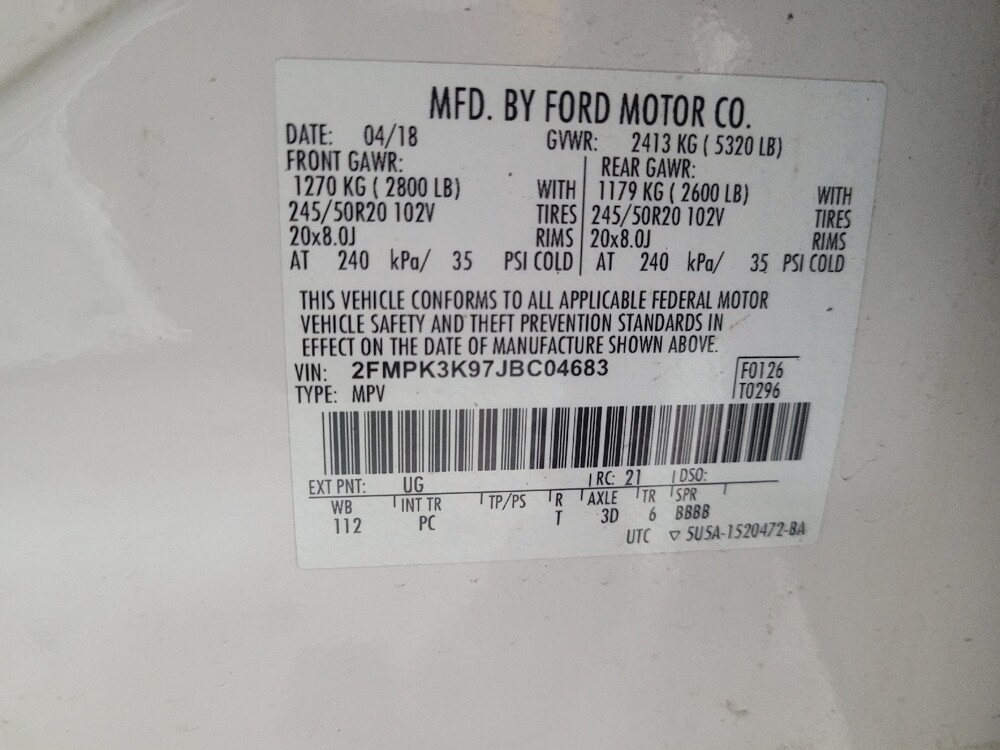 MFD. BY FORD MOTOR CO.
DATE: 04/18 GVWR: 2413 KG ( 5320 LB)
FRONT GAWR: REAR GAWR:
1270 KG ( 2800 LB) WITH 1179 KG ( 2600 LB) WITH
245/50R20 102V TIRES 245/50R20 102V TIRES
20x8.0J RIMS 20x8.0J RIMS
AT 240 kPa/ 35 PSI COLD AT 240 kPa/ 35 PSI COLD
THIS VEHICLE CONFORMS TO ALL APPLICABLE FEDERAL MOTOR
VEHICLE SAFETY AND THEFT PREVENTION STANDARDS IN
EFFECT ON THE DATE OF MANUFACTURE SHOWN ABOVE.
VIN: 2FMPK3K97JBC04683 F0126
TYPE: MPV T0296
EXT PNT: UG RC: 21 DSO:
WB INT TR TP/PS R AXLE TR SPR
112 PC T 3D 6 BBBB
UTC ▽ 5U5A-1520472-BA